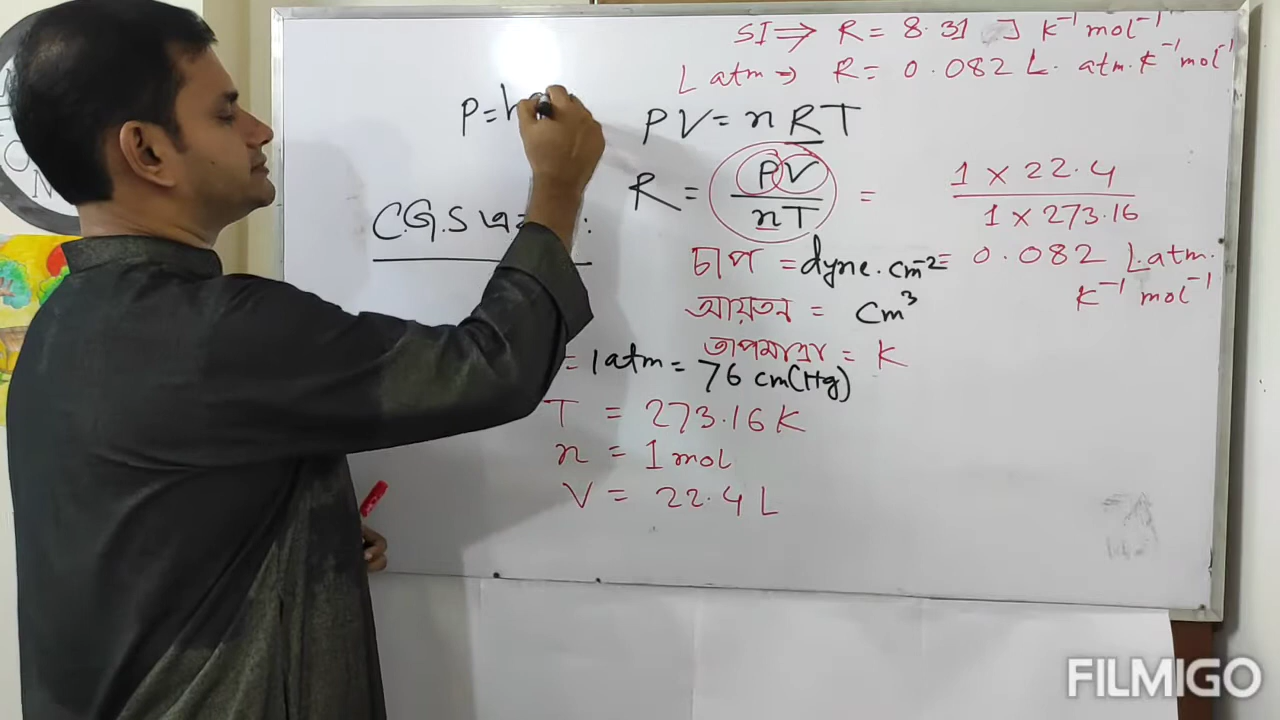 SI ⇒ R = 8.31 J K⁻¹ mol⁻¹
L atm → R = 0.082 L. atm. K⁻¹ mol⁻¹
P = h
PV = nRT
R = PV / nT = 1 × 22.4 / 1 × 273.16
= 0.082 L atm. K⁻¹ mol⁻¹
C.G.S
চাপ = dyne. cm⁻²
আয়তন = cm³
তাপমাত্রা = K
= 1 atm = 76 cm (Hg)
T = 273.16 K
n = 1 mol
V = 22.4 L
FILMIGO